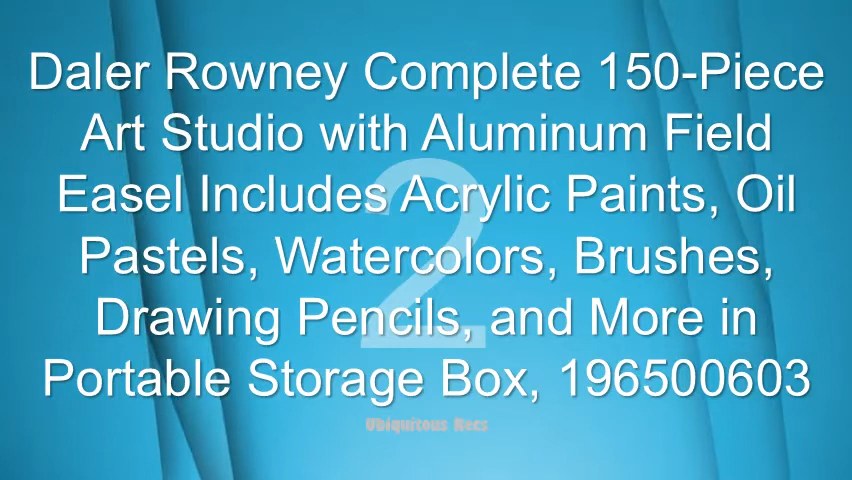 Daler Rowney Complete 150-Piece
Art Studio with Aluminum Field
Easel Includes Acrylic Paints, Oil
Pastels, Watercolors, Brushes,
Drawing Pencils, and More in
Portable Storage Box, 196500603
2
Ubiquitous Recs